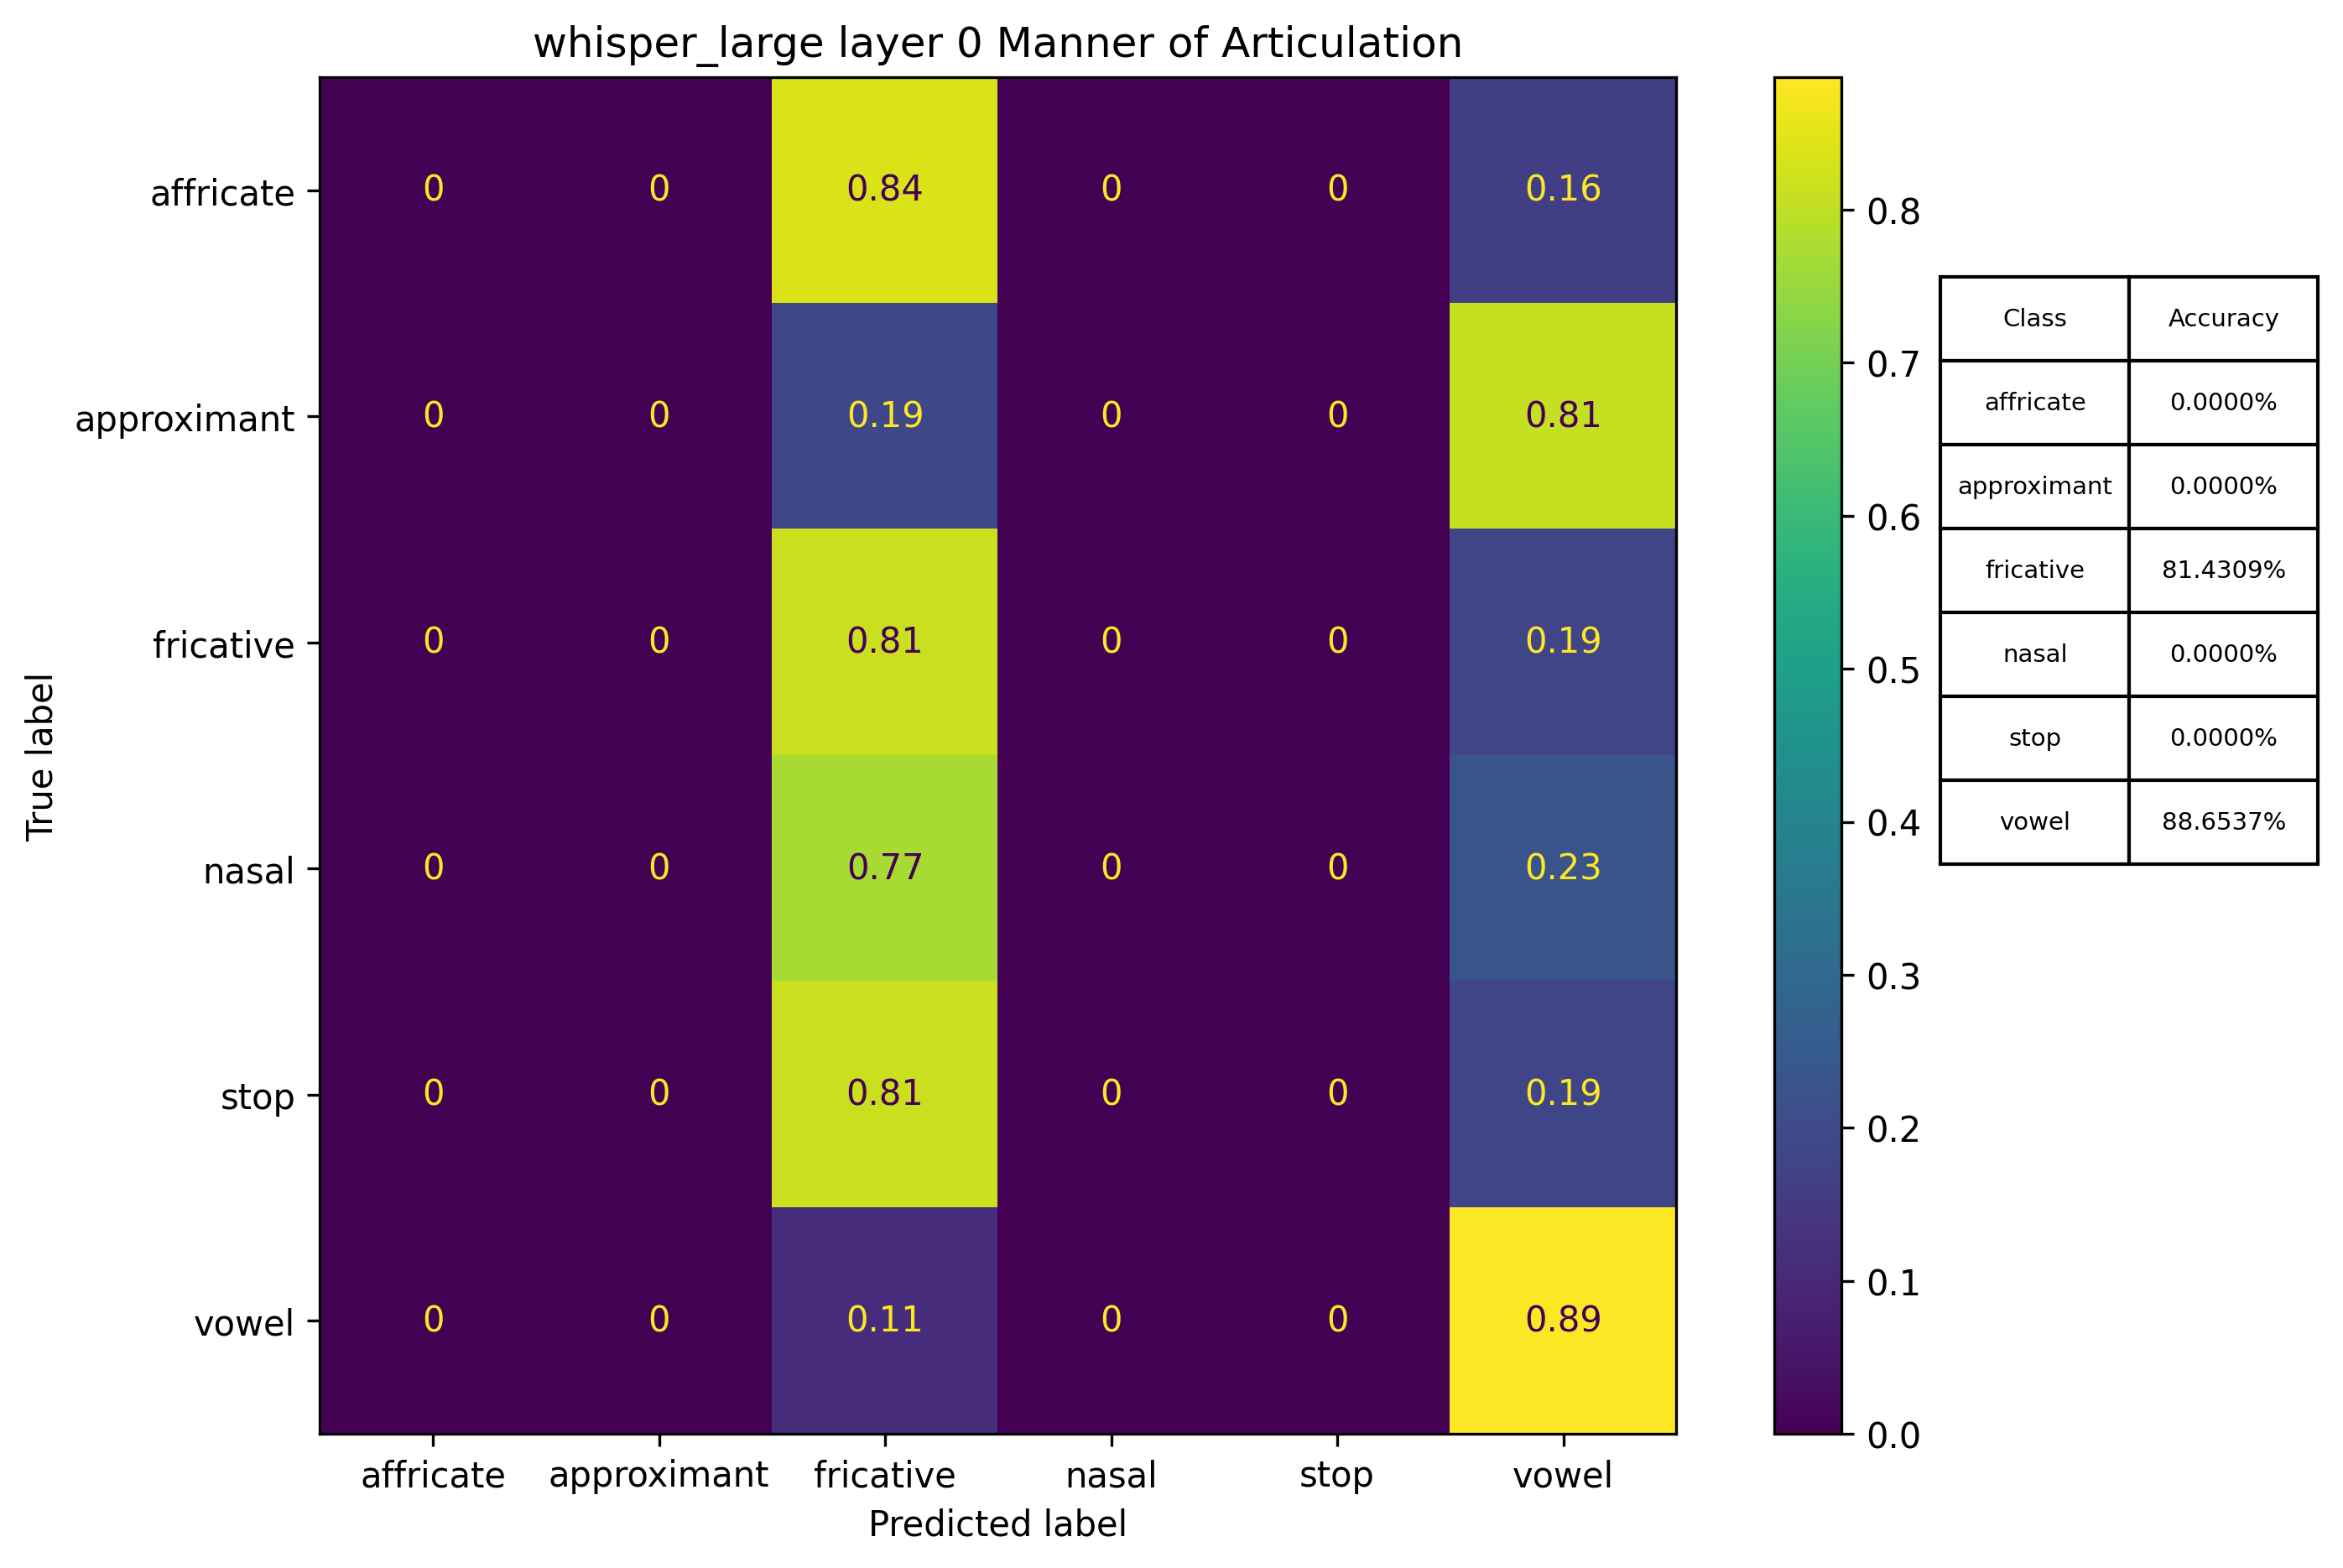 whisper_large layer 0 Manner of Articulation
True label
affricate 0 0 0.84 0 0 0.16
approximant 0 0 0.19 0 0 0.81
fricative 0 0 0.81 0 0 0.19
nasal 0 0 0.77 0 0 0.23
stop 0 0 0.81 0 0 0.19
vowel 0 0 0.11 0 0 0.89
affricate approximant fricative nasal stop vowel
Predicted label
0.8
0.7
0.6
0.5
0.4
0.3
0.2
0.1
0.0
Class Accuracy
affricate 0.0000%
approximant 0.0000%
fricative 81.4309%
nasal 0.0000%
stop 0.0000%
vowel 88.6537%